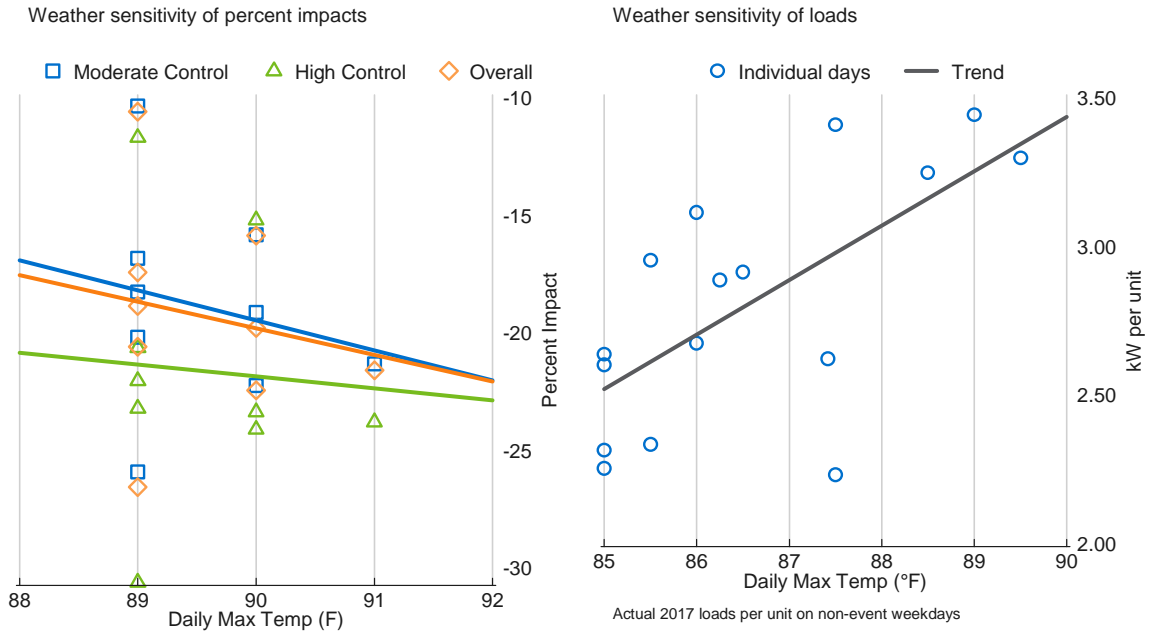 Weather sensitivity of percent impacts
Moderate Control
High Control
Overall
-10
-15
-20
-25
-30
Percent Impact
88
89
90
91
92
Daily Max Temp (F)
Weather sensitivity of loads
Individual days
Trend
3.50
3.00
2.50
2.00
kW per unit
85
86
87
88
89
90
Daily Max Temp (°F)
Actual 2017 loads per unit on non-event weekdays